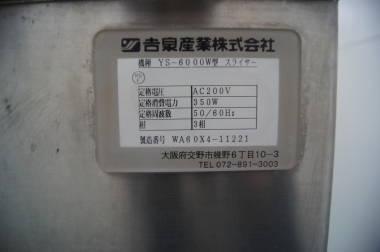 吉泉産業株式会社
機種 YS-6000W型 スライサー
定格電圧 AC200V
定格消費電力 350W
定格周波数 50/60Hz
組 3組
製造番号 WA60X4-11221
大阪府交野市幾野6丁目10-3
TEL 072-891-3003